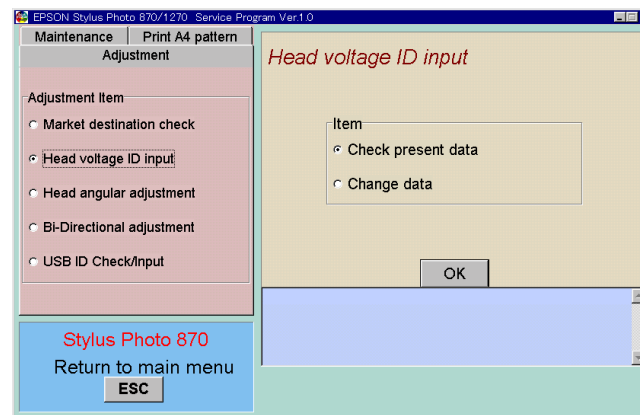 EPSON Stylus Photo 870/1270 Service Program Ver.1.0
Maintenance
Print A4 pattern
Adjustment
Adjustment Item
Market destination check
Head voltage ID input
Head angular adjustment
Bi-Directional adjustment
USB ID Check/Input
Stylus Photo 870
Return to main menu
ESC
Head voltage ID input
Item
Check present data
Change data
OK